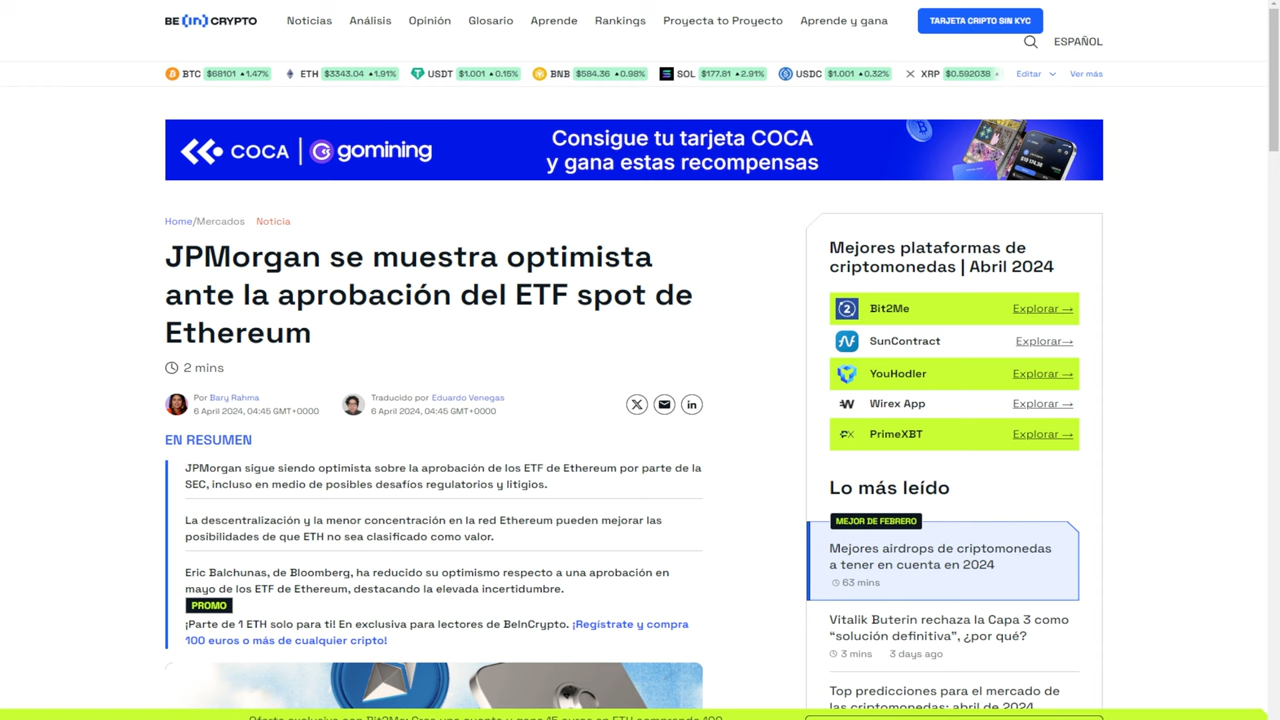 BE[in]CRYPTO
Noticias Análisis Opinión Glosario Aprende Rankings Proyecta to Proyecto Aprende y gana
TARJETA CRIPTO SIN KYC
ESPAÑOL
BTC $68101 ▲1.47% ETH $3343.04 ▲1.91% USDT $1.001 ▲0.15% BNB $584.36 ▲0.98% SOL $177.81 ▲2.91% USDC $1.001 ▲0.32% XRP $0.592038 Editar Ver más
COCA | gomining
Consigue tu tarjeta COCA
y gana estas recompensas
Home/Mercados Noticia
JPMorgan se muestra optimista
ante la aprobación del ETF spot de
Ethereum
2 mins
Por Bary Rahma
6 April 2024, 04:45 GMT+0000
Traducido por Eduardo Venegas
6 April 2024, 04:45 GMT+0000
EN RESUMEN
JPMorgan sigue siendo optimista sobre la aprobación de los ETF de Ethereum por parte de la
SEC, incluso en medio de posibles desafíos regulatorios y litigios.
La descentralización y la menor concentración en la red Ethereum pueden mejorar las
posibilidades de que ETH no sea clasificado como valor.
Eric Balchunas, de Bloomberg, ha reducido su optimismo respecto a una aprobación en
mayo de los ETF de Ethereum, destacando la elevada incertidumbre.
PROMO
¡Parte de 1 ETH solo para ti! En exclusiva para lectores de BeInCrypto. ¡Regístrate y compra
100 euros o más de cualquier cripto!
Mejores plataformas de
criptomonedas | Abril 2024
Bit2Me Explorar →
SunContract Explorar→
YouHodler Explorar →
Wirex App Explorar →
PrimeXBT Explorar →
Lo más leído
MEJOR DE FEBRERO
Mejores airdrops de criptomonedas
a tener en cuenta en 2024
63 mins
Vitalik Buterin rechaza la Capa 3 como
“solución definitiva”, ¿por qué?
3 mins 3 days ago
Top predicciones para el mercado de
las criptomonedas: abril de 2024